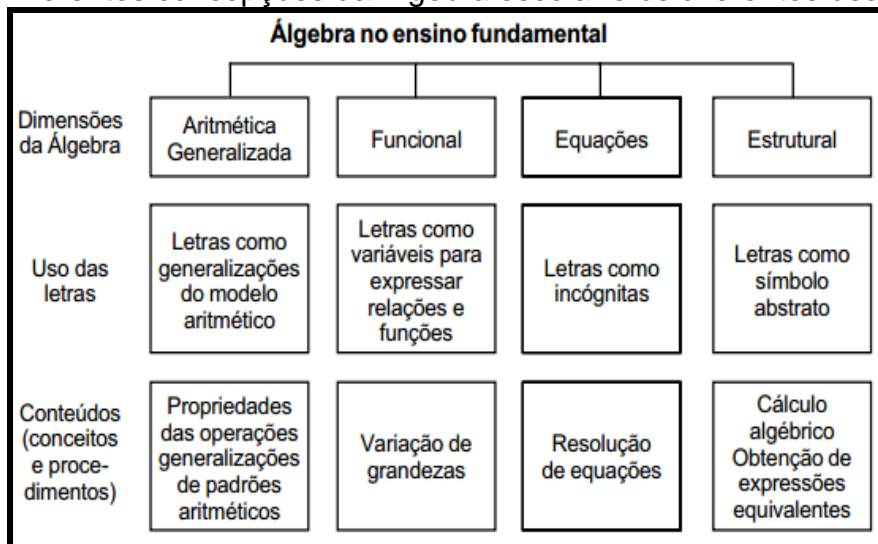 Álgebra no ensino fundamental
Dimensões
da Álgebra
Aritmética
Generalizada
Funcional
Equações
Estrutural
Uso das
letras
Letras como
generalizações
do modelo
aritmético
Letras como
variáveis para
expressar
relações e
funções
Letras como
incógnitas
Letras como
símbolo
abstrato
Conteúdos
(conceitos
e proce-
dimentos)
Propriedades
das operações
generalizações
de padrões
aritméticos
Variação de
grandezas
Resolução
de equações
Cálculo
algébrico
Obtenção de
expressões
equivalentes